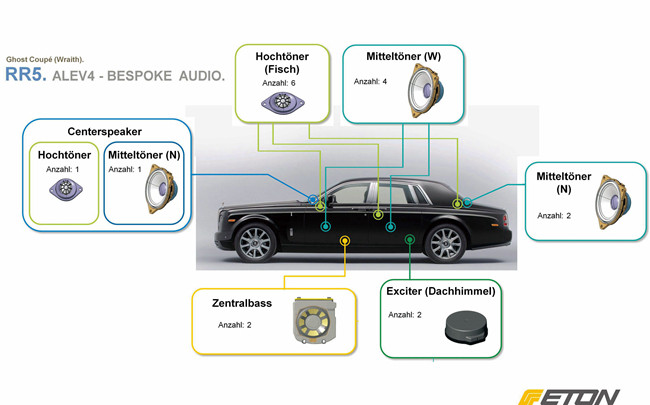 Ghost Coupé (Wraith).
RR5. ALEV4 - BESPOKE AUDIO.
Hochtöner
(Fisch)
Anzahl: 6
Mitteltöner (W)
Anzahl: 4
Centerspeaker
Hochtöner
Anzahl: 1
Mitteltöner (N)
Anzahl: 1
Mitteltöner
(N)
Anzahl: 2
Zentralbass
Anzahl: 2
Exciter (Dachhimmel)
Anzahl: 2
ETON